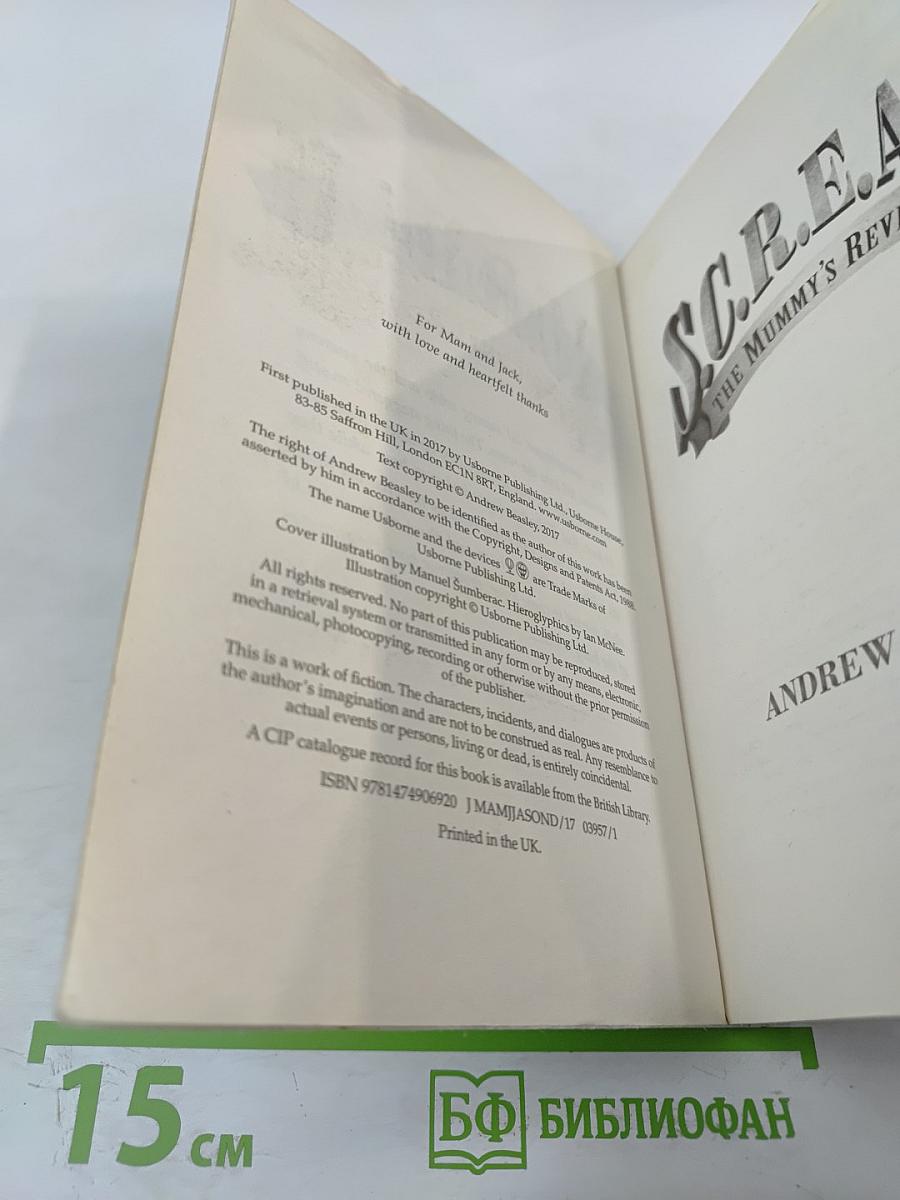 For Mam and Jack,
with love and heartfelt thanks
First published in the UK in 2017 by Usborne Publishing Ltd., Usborne House,
83-85 Saffron Hill, London EC1N 8RT, England. www.usborne.com
Text copyright © Andrew Beasley, 2017
The right of Andrew Beasley to be identified as the author of this work has been
asserted by him in accordance with the Copyright, Designs and Patents Act, 1988.
The name Usborne and the devices are Trade Marks of
Usborne Publishing Ltd.
Cover illustration by Manuel Šumberac. Hieroglyphics by Ian McNee.
Illustration copyright © Usborne Publishing Ltd.
All rights reserved. No part of this publication may be reproduced, stored
in a retrieval system or transmitted in any form or by any means, electronic,
mechanical, photocopying, recording or otherwise without the prior permission
of the publisher.
This is a work of fiction. The characters, incidents, and dialogues are products of
the author's imagination and are not to be construed as real. Any resemblance to
actual events or persons, living or dead, is entirely coincidental.
A CIP catalogue record for this book is available from the British Library.
ISBN 9781474906920 J MAMJJASOND/17 03957/1
Printed in the UK.
S.C.R.E.A
THE MUMMY'S REV
ANDREW
15 см
БФ БИБЛИОФАН